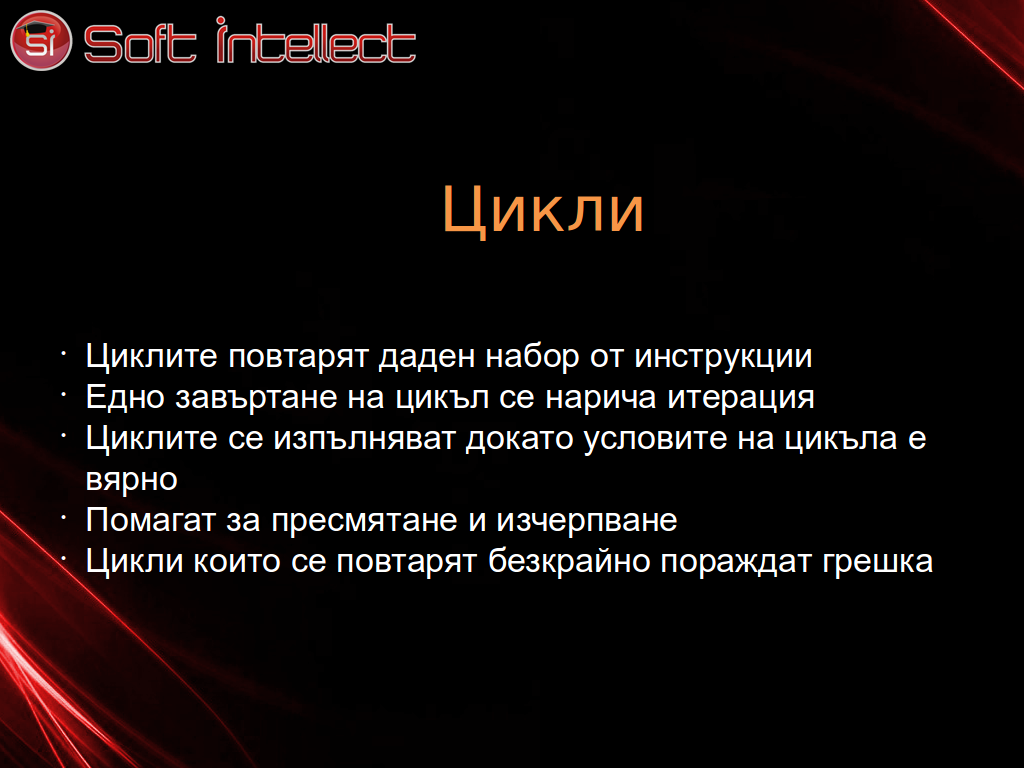 Si Soft intellect
Цикли
· Циклите повтарят даден набор от инструкции
· Едно завъртане на цикъл се нарича итерация
· Циклите се изпълняват докато условите на цикъла е
вярно
· Помагат за пресмятане и изчерпване
· Цикли които се повтарят безкрайно пораждат грешка